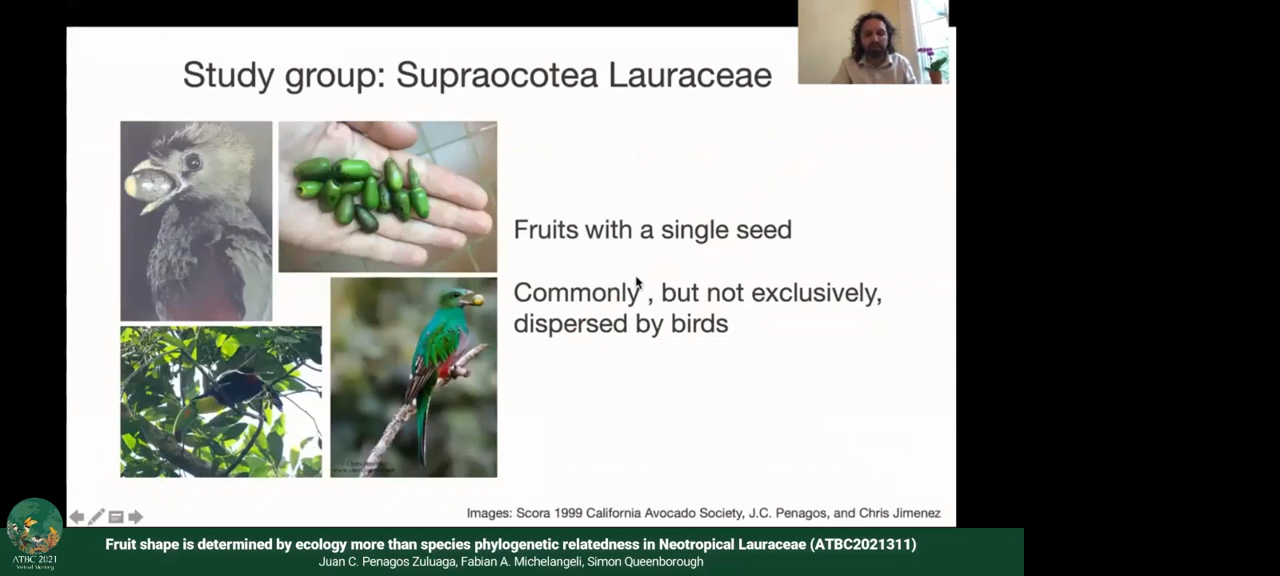 Study group: Supraocotea Lauraceae
Fruits with a single seed
Commonly , but not exclusively,
dispersed by birds
Images: Scora 1999 California Avocado Society, J.C. Penagos, and Chris Jimenez
ATBC 2021
Virtual Meeting
Fruit shape is determined by ecology more than species phylogenetic relatedness in Neotropical Lauraceae (ATBC2021311)
Juan C. Penagos Zuluaga, Fabian A. Michelangeli, Simon Queenborough